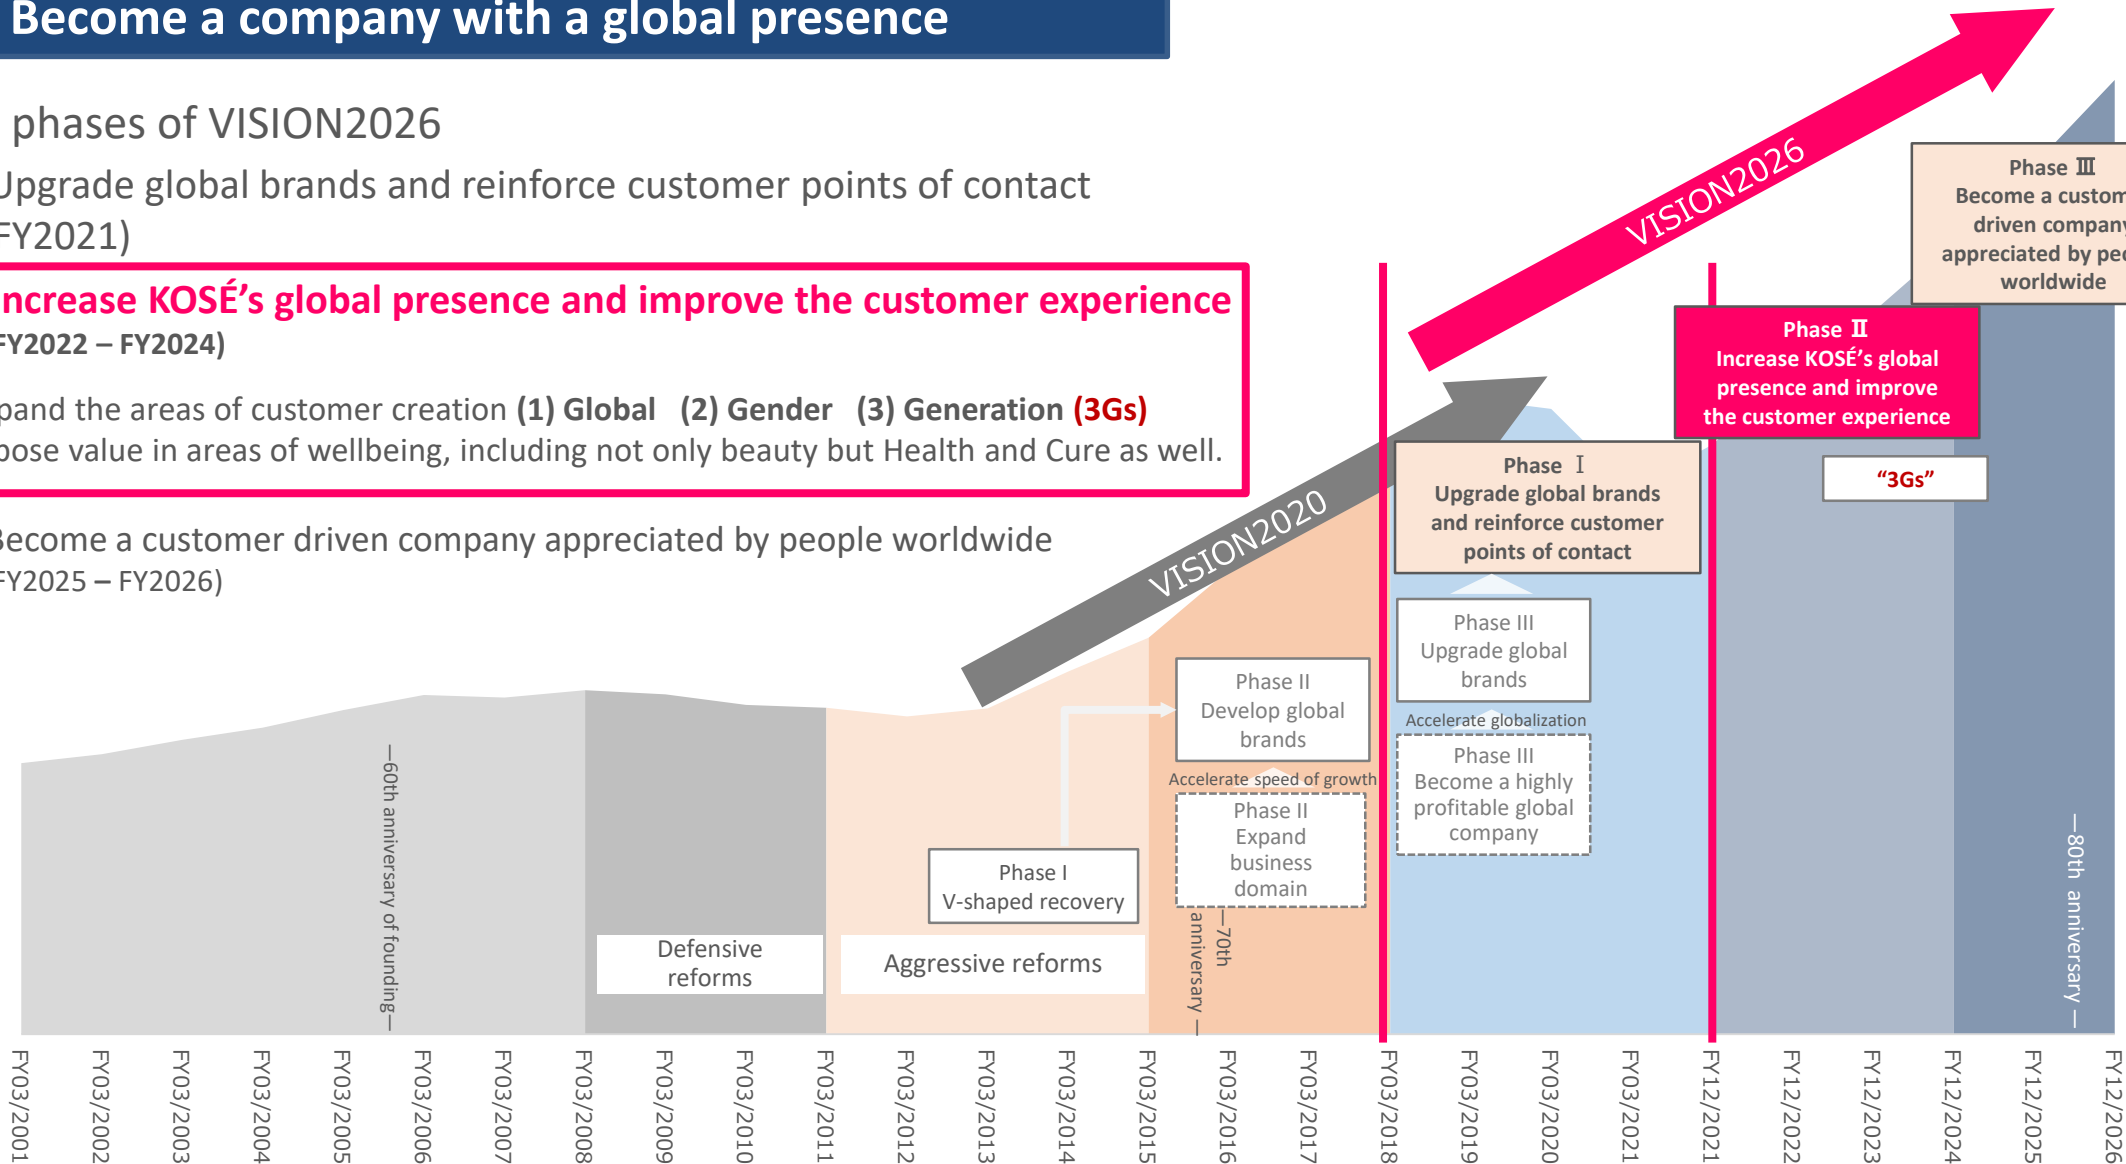 Become a company with a global presence
phases of VISION2026
Upgrade global brands and reinforce customer points of contact
FY2021)
Increase KOSÉ’s global presence and improve the customer experience
FY2022 – FY2024)
pand the areas of customer creation (1) Global (2) Gender (3) Generation (3Gs)
pose value in areas of wellbeing, including not only beauty but Health and Cure as well.
Become a customer driven company appreciated by people worldwide
FY2025 – FY2026)
VISION2020
VISION2026
Phase Ⅲ
Become a custom
driven company
appreciated by peo
worldwide
Phase Ⅱ
Increase KOSÉ’s global
presence and improve
the customer experience
“3Gs”
Phase Ⅰ
Upgrade global brands
and reinforce customer
points of contact
Phase III
Upgrade global
brands
Accelerate globalization
Phase III
Become a highly
profitable global
company
Phase II
Develop global
brands
Accelerate speed of growth
Phase II
Expand
business
domain
Phase I
V-shaped recovery
Defensive
reforms
Aggressive reforms
—60th anniversary of founding—
—70th
anniversary —
—80th anniversary —
FY03/2001
FY03/2002
FY03/2003
FY03/2004
FY03/2005
FY03/2006
FY03/2007
FY03/2008
FY03/2009
FY03/2010
FY03/2011
FY03/2012
FY03/2013
FY03/2014
FY03/2015
FY03/2016
FY03/2017
FY03/2018
FY03/2019
FY03/2020
FY03/2021
FY12/2021
FY12/2022
FY12/2023
FY12/2024
FY12/2025
FY12/2026